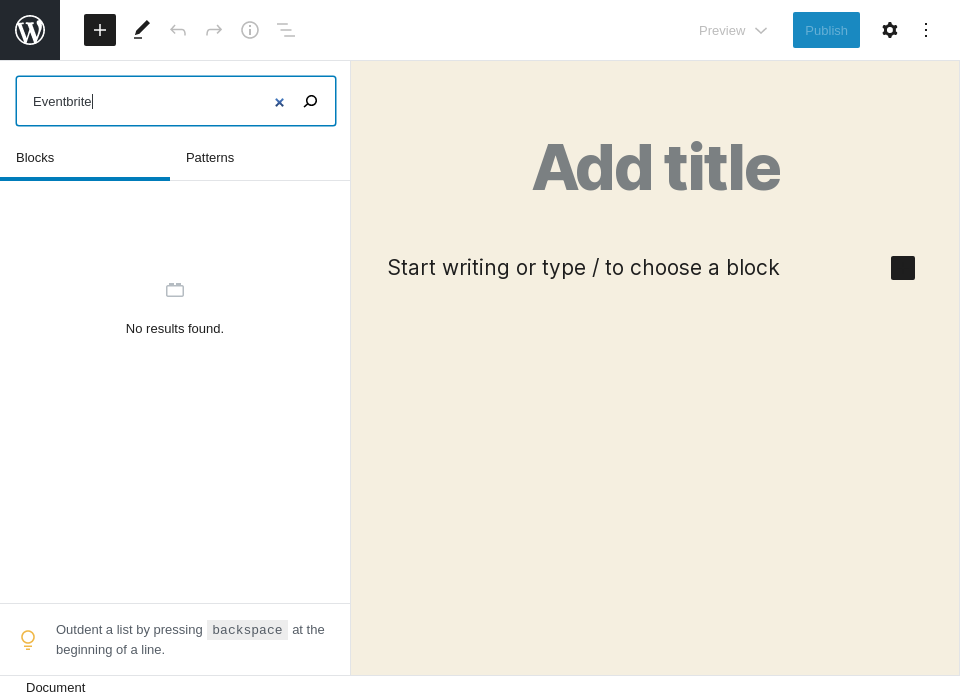 Preview
Publish
Eventbrite
Blocks
Patterns
No results found.
Outdent a list by pressing backspace at the
beginning of a line.
Add title
Start writing or type / to choose a block
Document